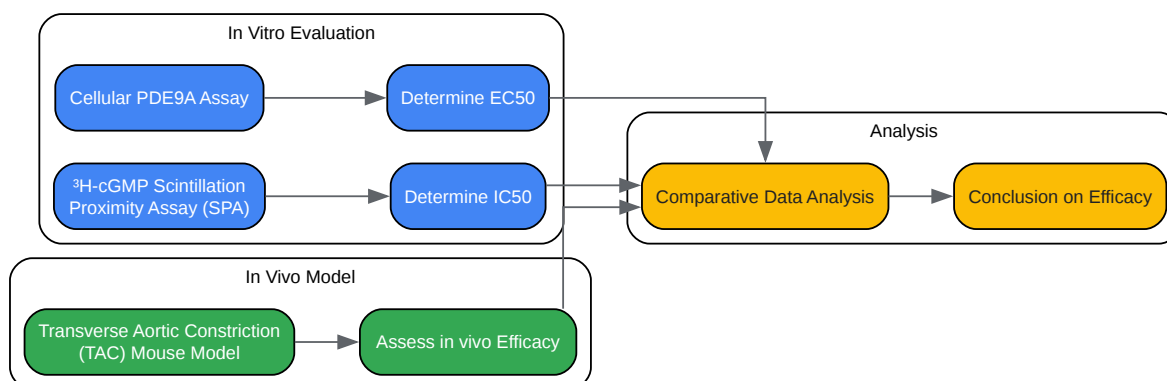 In Vitro Evaluation
Cellular PDE9A Assay
Determine EC50
³H-cGMP Scintillation
Proximity Assay (SPA)
Determine IC50
Analysis
Comparative Data Analysis
Conclusion on Efficacy
In Vivo Model
Transverse Aortic Constriction
(TAC) Mouse Model
Assess in vivo Efficacy